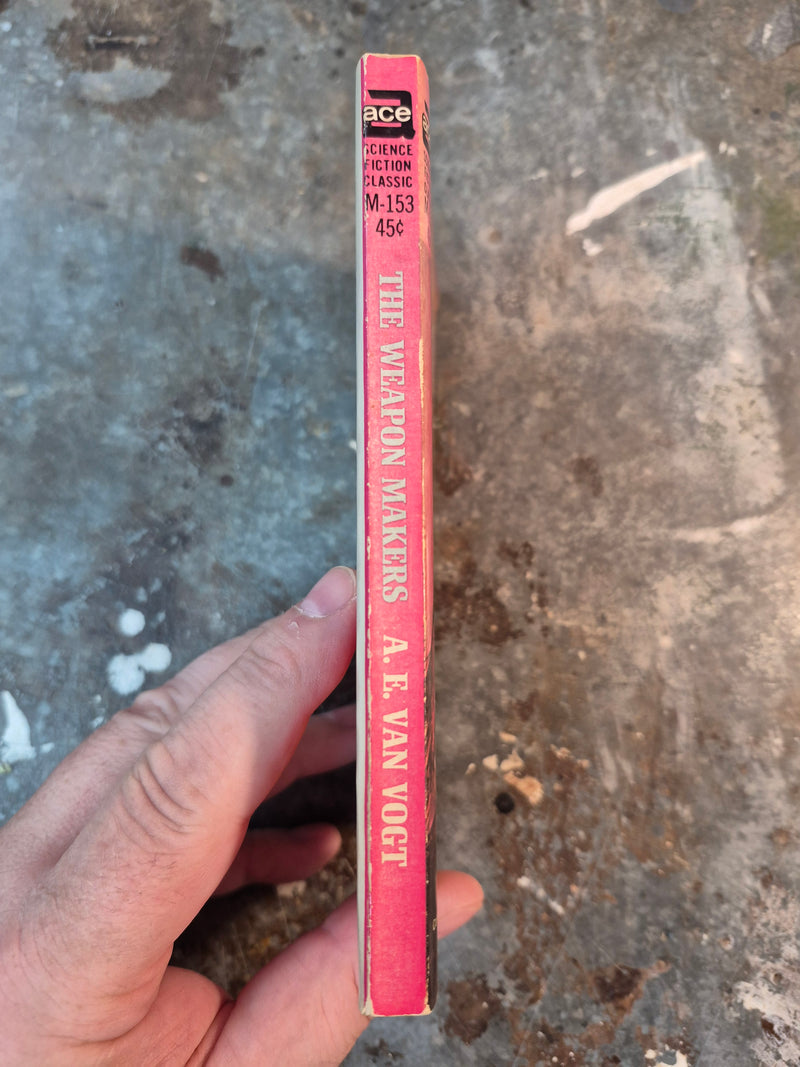 ace
SCIENCE
FICTION
CLASSIC
M-153
45¢
THE WEAPON MAKERS A. E. VAN VOGT